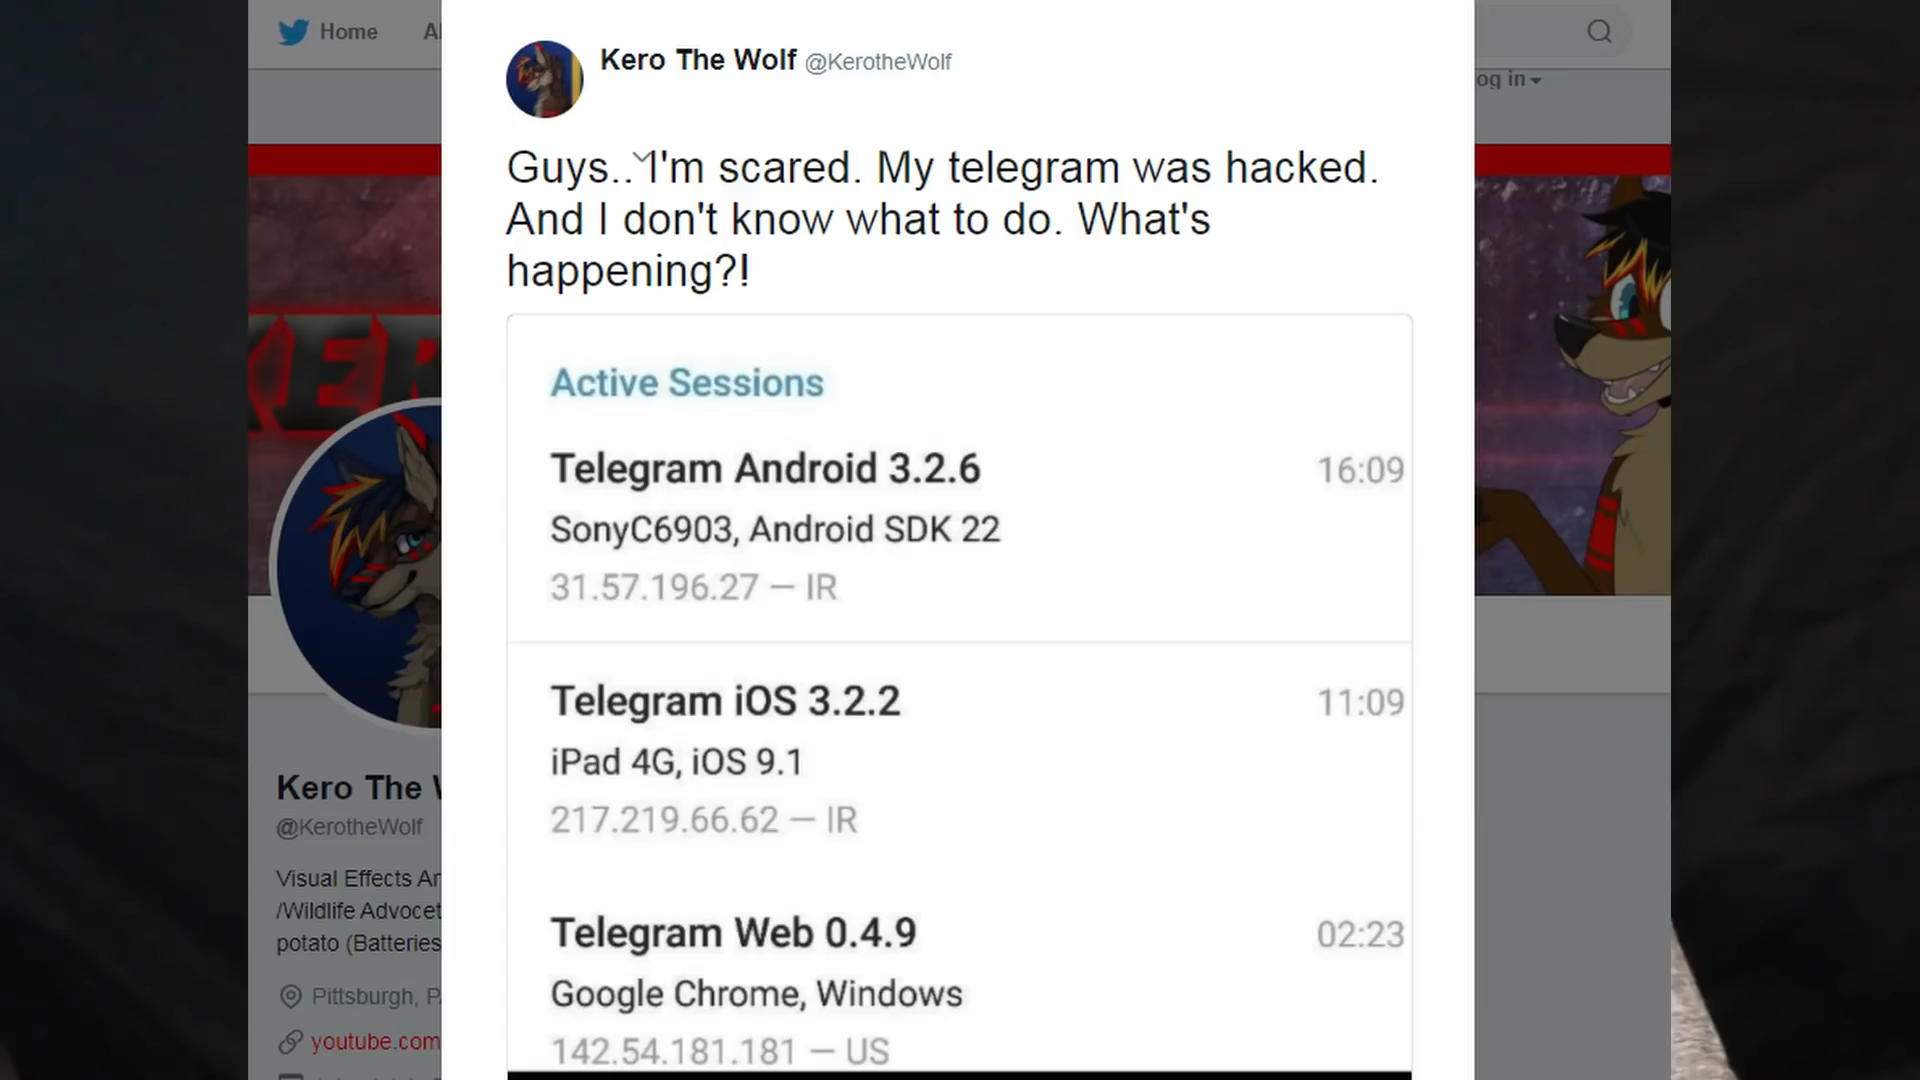 Home
Kero The Wolf @KerotheWolf
og in
Guys.. I'm scared. My telegram was hacked.
And I don't know what to do. What's
happening?!
Active Sessions
Telegram Android 3.2.6 16:09
SonyC6903, Android SDK 22
31.57.196.27 — IR
Telegram iOS 3.2.2 11:09
iPad 4G, iOS 9.1
217.219.66.62 — IR
Telegram Web 0.4.9 02:23
Google Chrome, Windows
142.54.181.181 — US
KER
Kero The
@KerotheWolf
Visual Effects Ar
/Wildlife Advocet
potato (Batteries
Pittsburgh, P
youtube.com